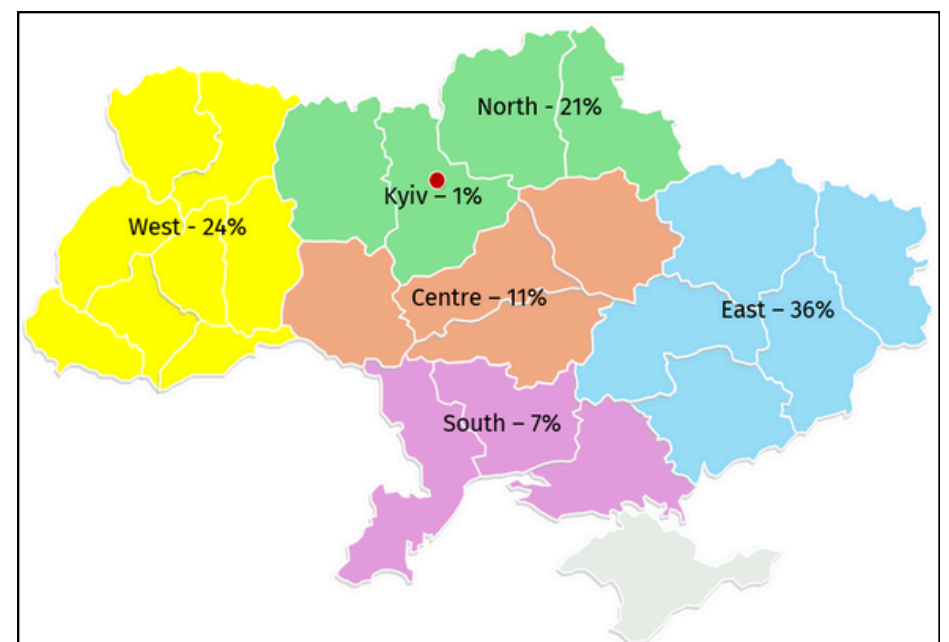 North - 21%
Kyiv – 1%
West - 24%
Centre – 11%
East – 36%
South – 7%